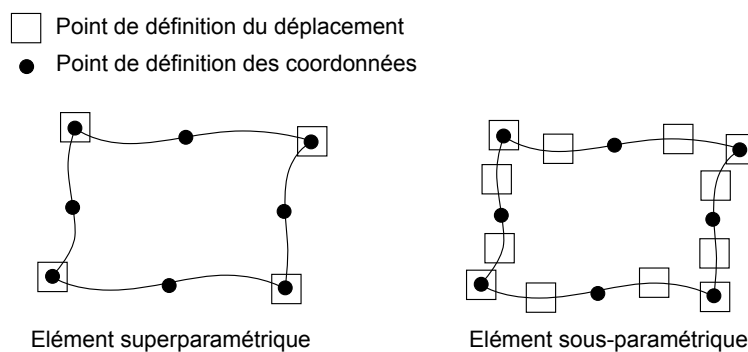 Point de définition du déplacement
Point de définition des coordonnées
Elément superparamétrique
Elément sous-paramétrique